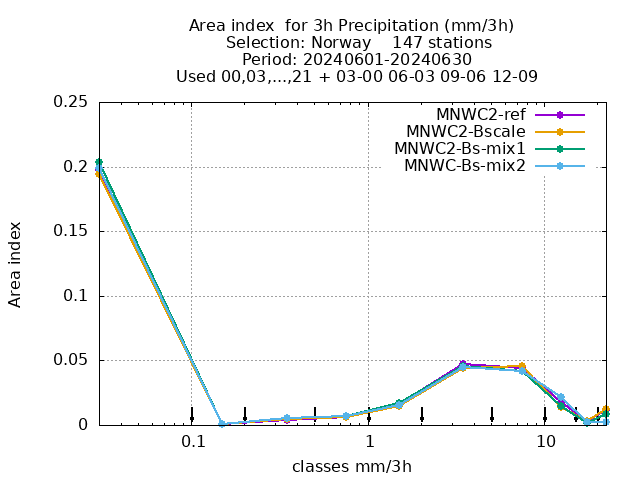 Area index  for 3h Precipitation (mm/3h)
Selection: Norway    147 stations
Period: 20240601-20240630
Used 00,03,...,21 + 03-00 06-03 09-06 12-09
MNWC2-ref
MNWC2-Bscale
MNWC2-Bs-mix1
MNWC-Bs-mix2
Area index
0.25
0.2
0.15
0.1
0.05
0
0.1 1 10
classes mm/3h